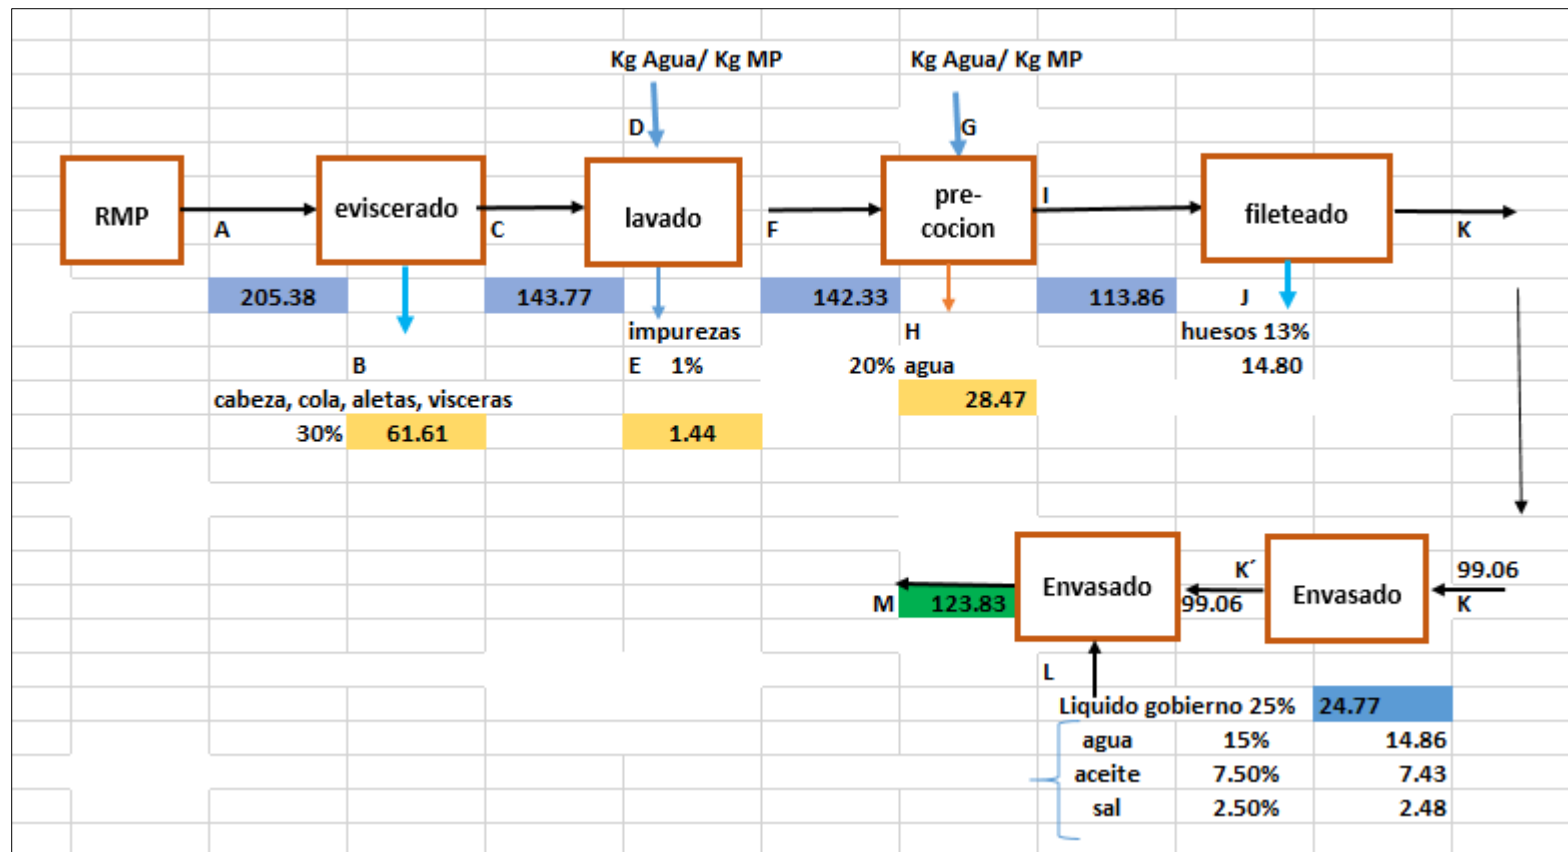 Kg Agua/ Kg MP Kg Agua/ Kg MP
D G
RMP eviscerado lavado pre-cocion I fileteado
A C F K
205.38 143.77 142.33 113.86 J
impurezas H huesos 13%
B E 1% 20% agua 14.80
cabeza, cola, aletas, visceras 28.47
30% 61.61 1.44
Envasado K´ Envasado 99.06
M 123.83 99.06 K
L
Liquido gobierno 25% 24.77
agua 15% 14.86
aceite 7.50% 7.43
sal 2.50% 2.48